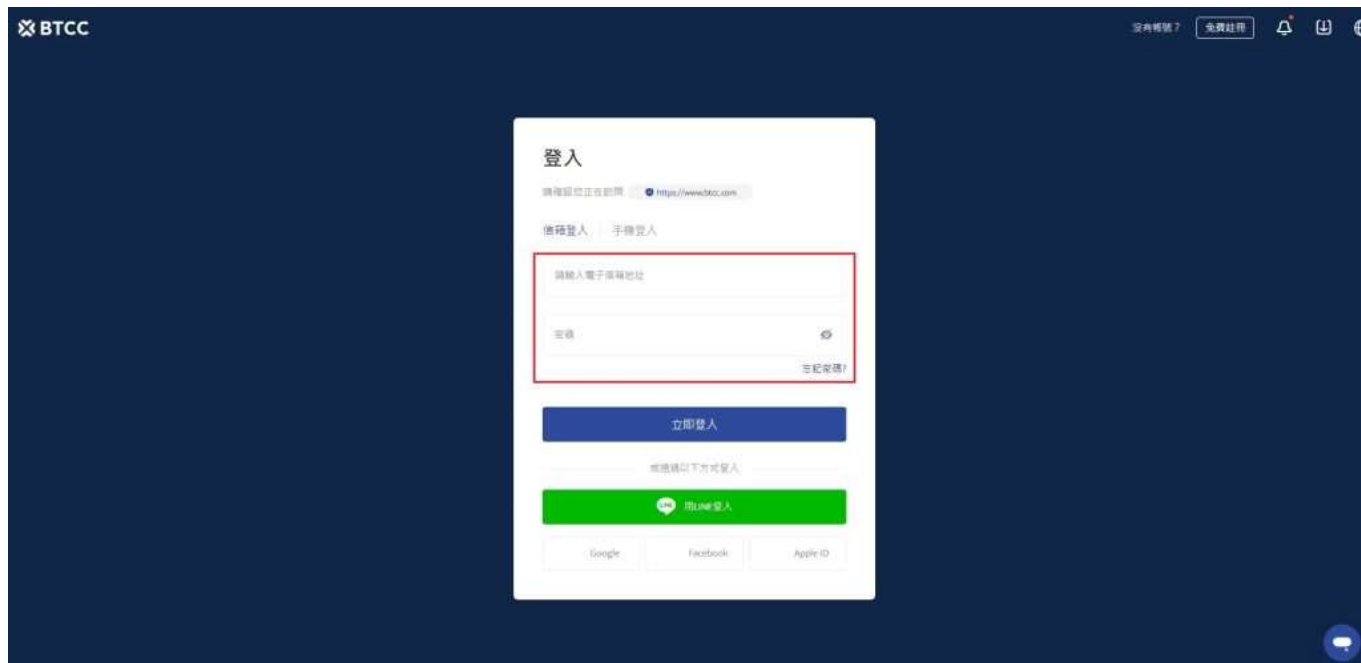 BTCC
沒有帳號？ 免費註冊
登入
請確認您正在訪問 https://www.btcc.com
信箱登入 手機登入
請輸入電子信箱地址
密碼
忘記密碼?
立即登入
或透過以下方式登入
LINE 用LINE登入
Google Facebook Apple ID